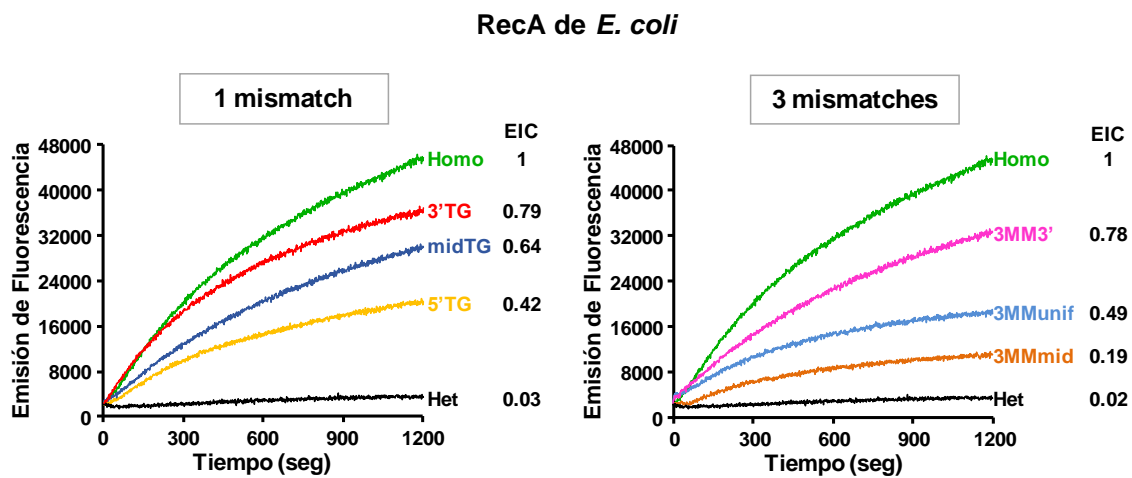 RecA de E. coli
1 mismatch
EIC
48000
40000
32000
24000
16000
8000
0
Emisión de Fluorescencia
Homo 1
3'TG 0.79
midTG 0.64
5'TG 0.42
Het 0.03
0 300 600 900 1200
Tiempo (seg)
3 mismatches
EIC
48000
40000
32000
24000
16000
8000
0
Emisión de Fluorescencia
Homo 1
3MM3' 0.78
3MMunif 0.49
3MMmid 0.19
Het 0.02
0 300 600 900 1200
Tiempo (seg)